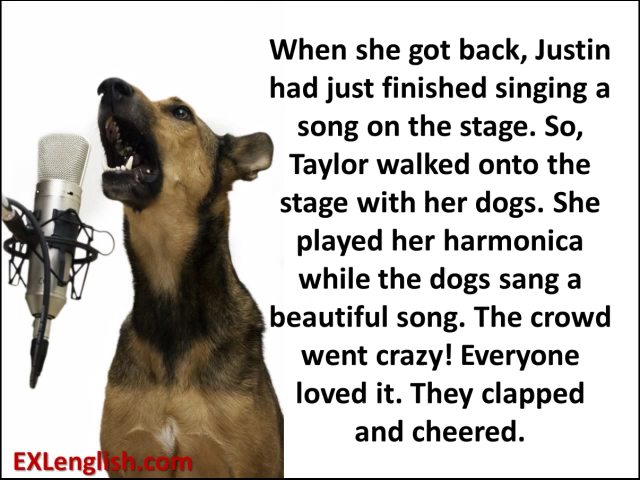 When she got back, Justin
had just finished singing a
song on the stage. So,
Taylor walked onto the
stage with her dogs. She
played her harmonica
while the dogs sang a
beautiful song. The crowd
went crazy! Everyone
loved it. They clapped
and cheered.
EXLenglish.com